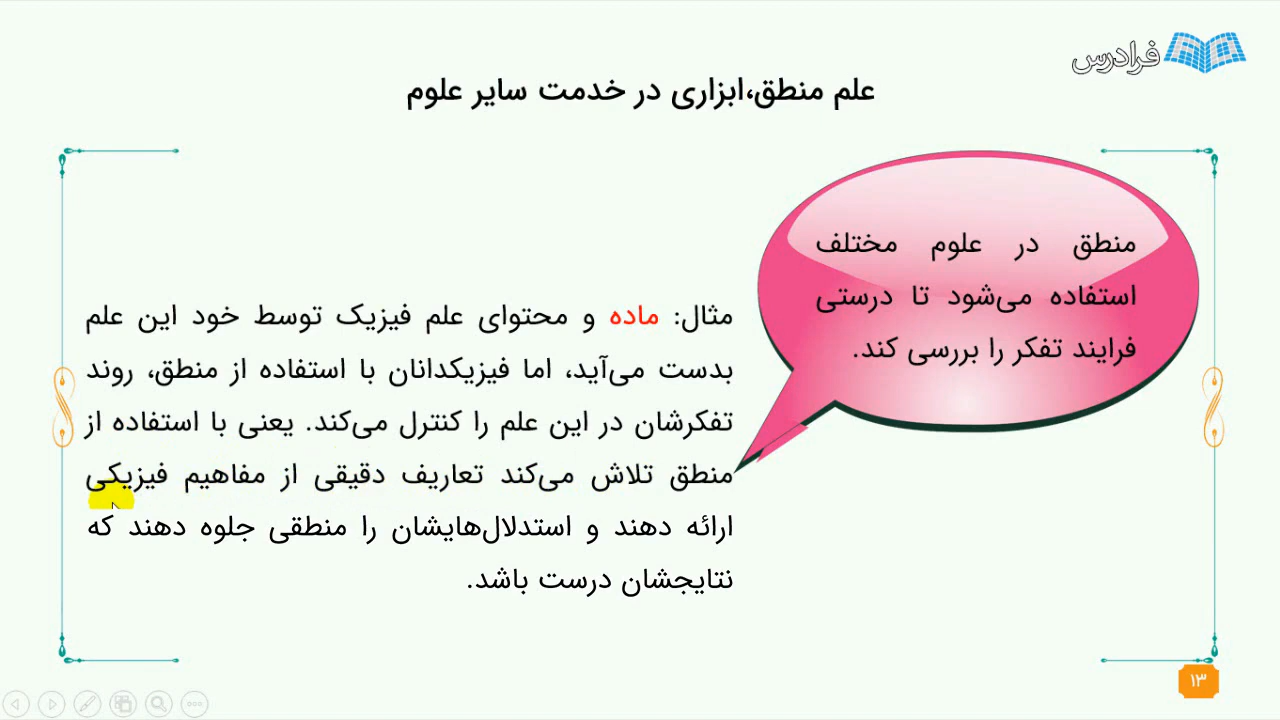 فرادرس
علم منطق،ابزاری در خدمت سایر علوم
منطق در علوم مختلف
استفاده می‌شود تا درستی
فرایند تفکر را بررسی کند.
مثال: ماده و محتوای علم فیزیک توسط خود این علم
بدست می‌آید، اما فیزیکدانان با استفاده از منطق، روند
تفکرشان در این علم را کنترل می‌کند. یعنی با استفاده از
منطق تلاش می‌کند تعاریف دقیقی از مفاهیم فیزیکی
ارائه دهند و استدلال‌هایشان را منطقی جلوه دهند که
نتایجشان درست باشد.
۱۳